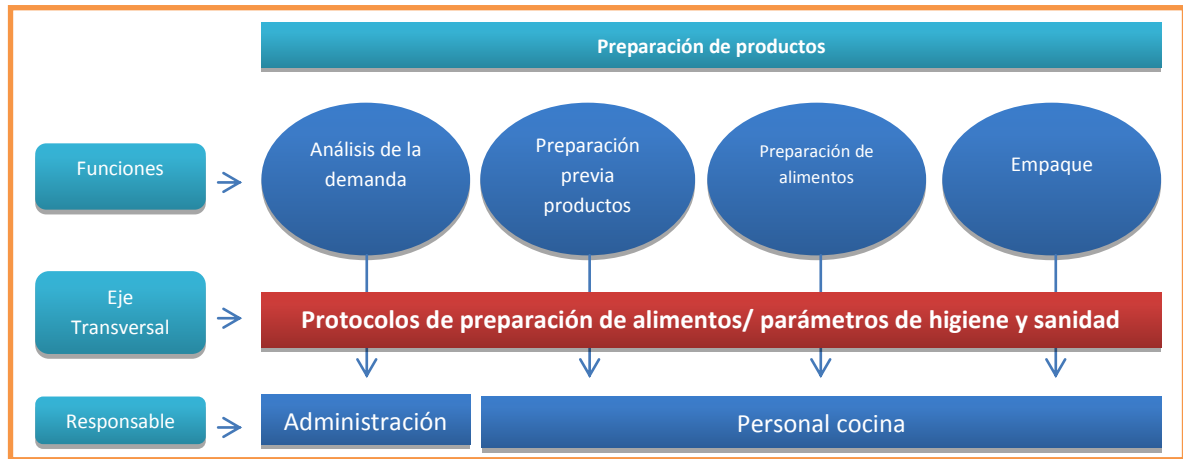 Preparación de productos
Funciones
Análisis de la
demanda
Preparación
previa
productos
Preparación de
alimentos
Empaque
Eje
Transversal
Protocolos de preparación de alimentos/ parámetros de higiene y sanidad
Responsable
Administración
Personal cocina